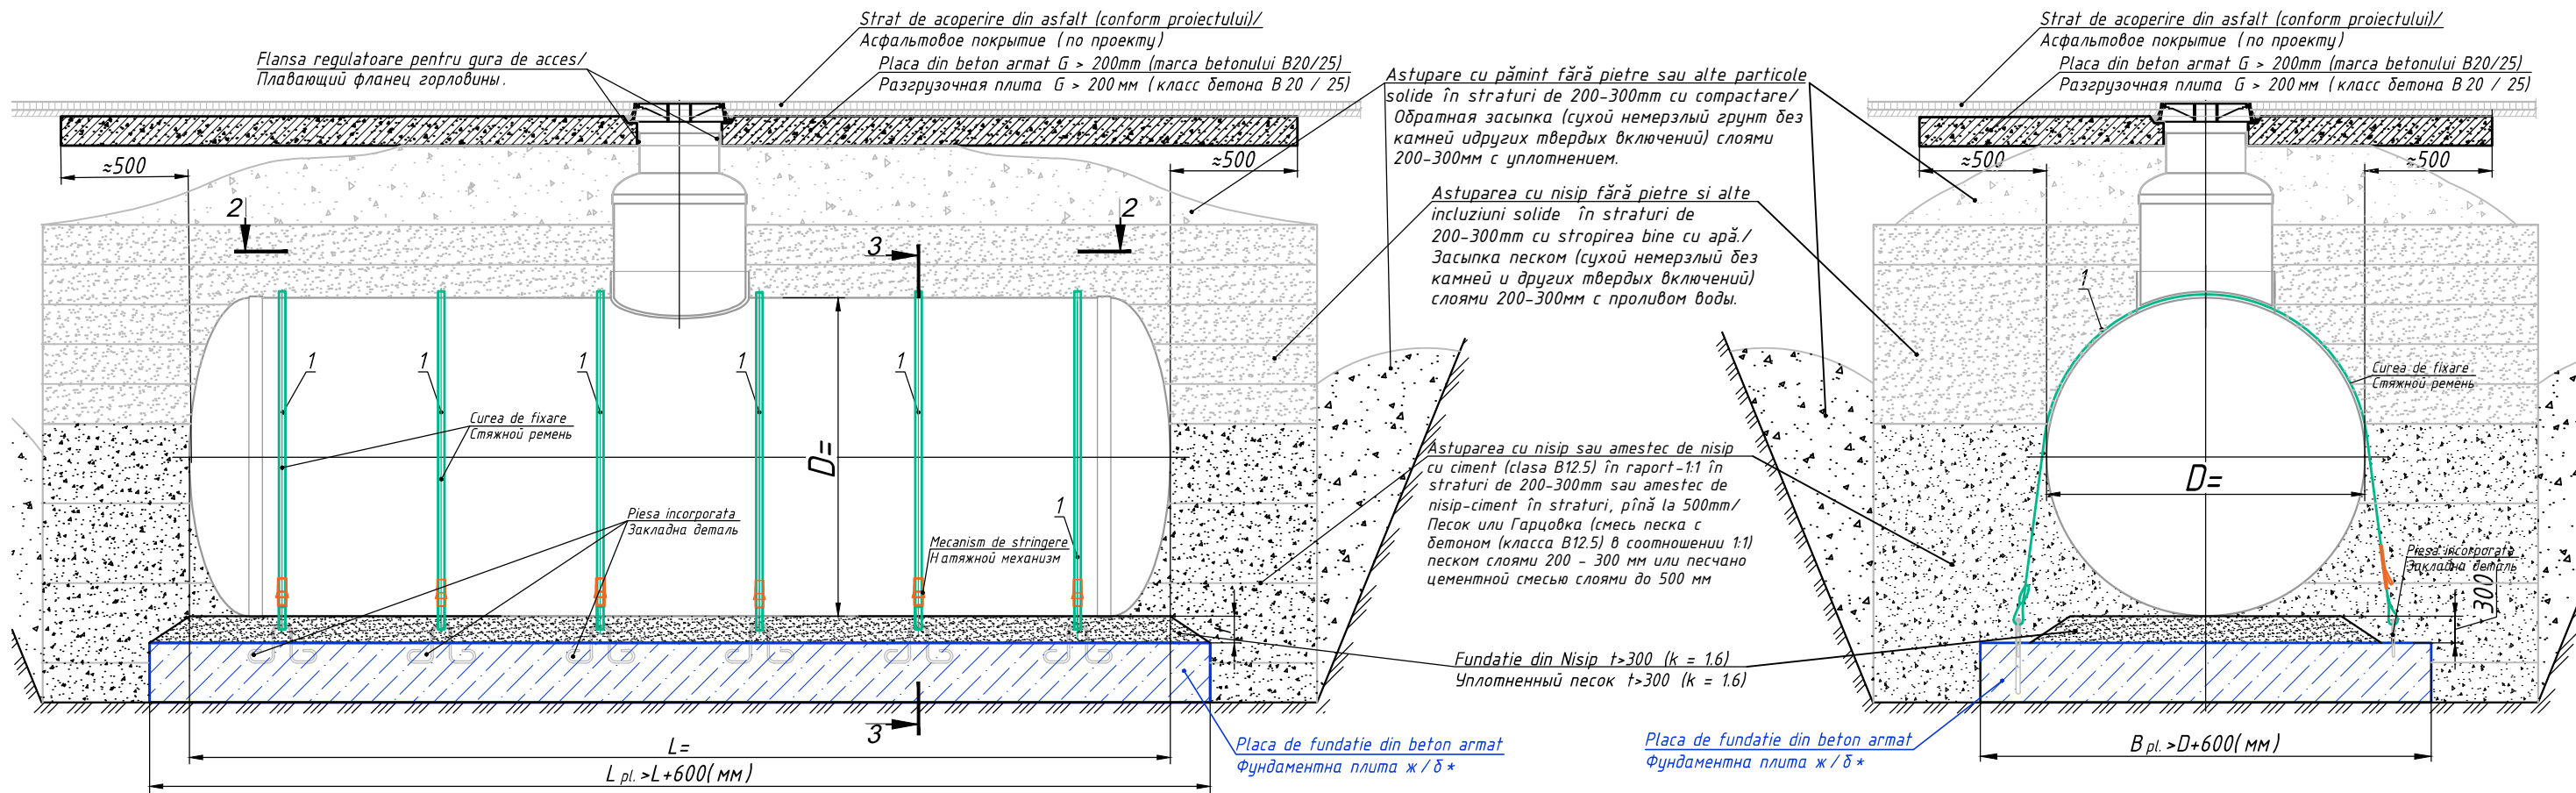 Strat de acoperire din asfalt (conform proiectului)/
Асфальтовое покрытие (по проекту)
Flansa regulatoare pentru gura de acces/
Плавающий фланец горловины.
Placa din beton armat G > 200mm (marca betonului B20/25)
Разгрузочная плита G > 200 мм (класс бетона В 20 / 25)
≈500
≈500
2
2
3
1
1
1
1
1
1
Curea de fixare
Стяжной ремень
D=
Piesa incorporata
Закладна деталь
Mecanism de stringere
Натяжной механизм
3
L=
L pl. >L+600(мм)
Astupare cu pămint fără pietre sau alte particole
solide în straturi de 200-300mm cu compactare/
Обратная засыпка (сухой немерзлый грунт без
камней идругих твердых включений) слоями
200-300мм с уплотнением.
Astuparea cu nisip fără pietre si alte
incluziuni solide în straturi de
200-300mm cu stropirea bine cu apă./
Засыпка песком (сухой немерзлый без
камней и других твердых включений)
слоями 200-300мм с проливом воды.
Astuparea cu nisip sau amestec de nisip
cu ciment (clasa B12.5) în raport-1:1 în
straturi de 200-300mm sau amestec de
nisip-ciment în straturi, pînă la 500mm/
Песок или Гарцовка (смесь песка с
бетоном (класса В12.5) в соотношении 1:1)
песком слоями 200 - 300 мм или песчано
цементной смесью слоями до 500 мм
Fundatie din Nisip t>300 (k = 1.6)
Уплотненный песок t>300 (k = 1.6)
Placa de fundatie din beton armat
Фундаментна плита ж/б *
Placa de fundatie din beton armat
Фундаментна плита ж/б *
Strat de acoperire din asfalt (conform proiectului)/
Асфальтовое покрытие (по проекту)
Placa din beton armat G > 200mm (marca betonului B20/25)
Разгрузочная плита G > 200 мм (класс бетона В 20 / 25)
≈500
≈500
1
Curea de fixare
Стяжной ремень
D=
Piesa incorporata
Закладна деталь
300
B pl. >D+600(мм)